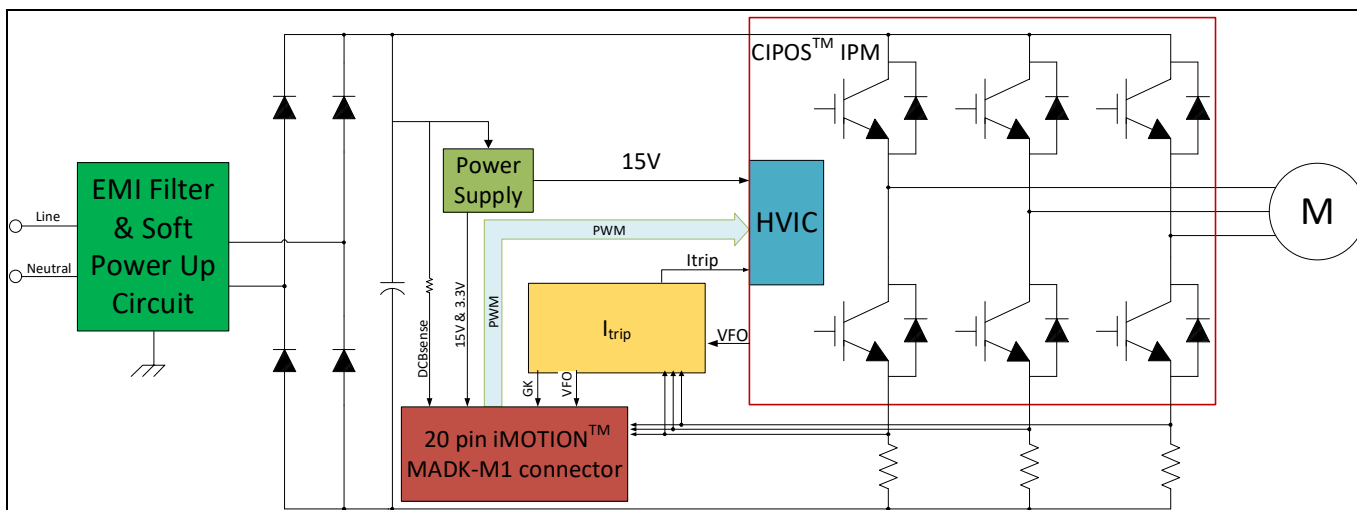 CIPOS™ IPM
EMI Filter
& Soft
Power Up
Circuit
Line
Neutral
Power
Supply
15V
HVIC
PWM
Itrip
M
DCBsense
15V & 3.3V
PWM
Itrip
VFO
GK
VFO
20 pin iMOTION™
MADK-M1 connector